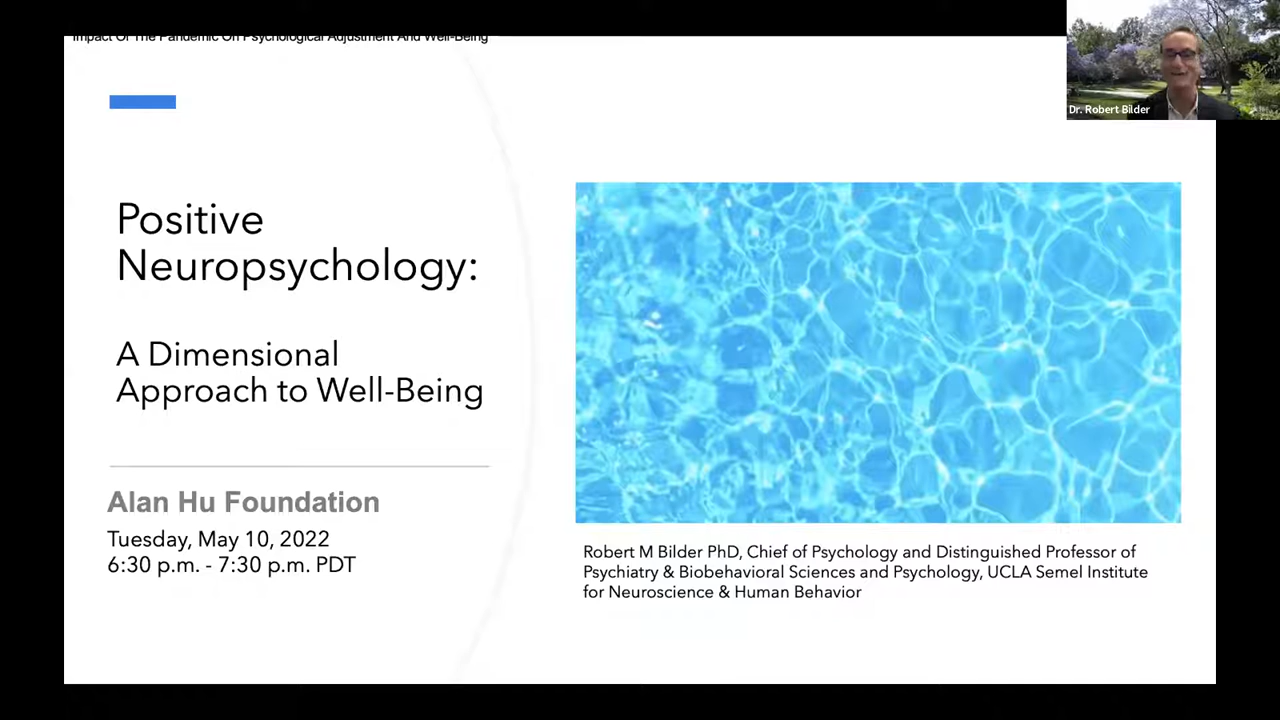 Impact Of The Pandemic On Psychological Adjustment And Well-Being
Dr. Robert Bilder
Positive
Neuropsychology:
A Dimensional
Approach to Well-Being
Alan Hu Foundation
Tuesday, May 10, 2022
6:30 p.m. - 7:30 p.m. PDT
Robert M Bilder PhD, Chief of Psychology and Distinguished Professor of
Psychiatry & Biobehavioral Sciences and Psychology, UCLA Semel Institute
for Neuroscience & Human Behavior